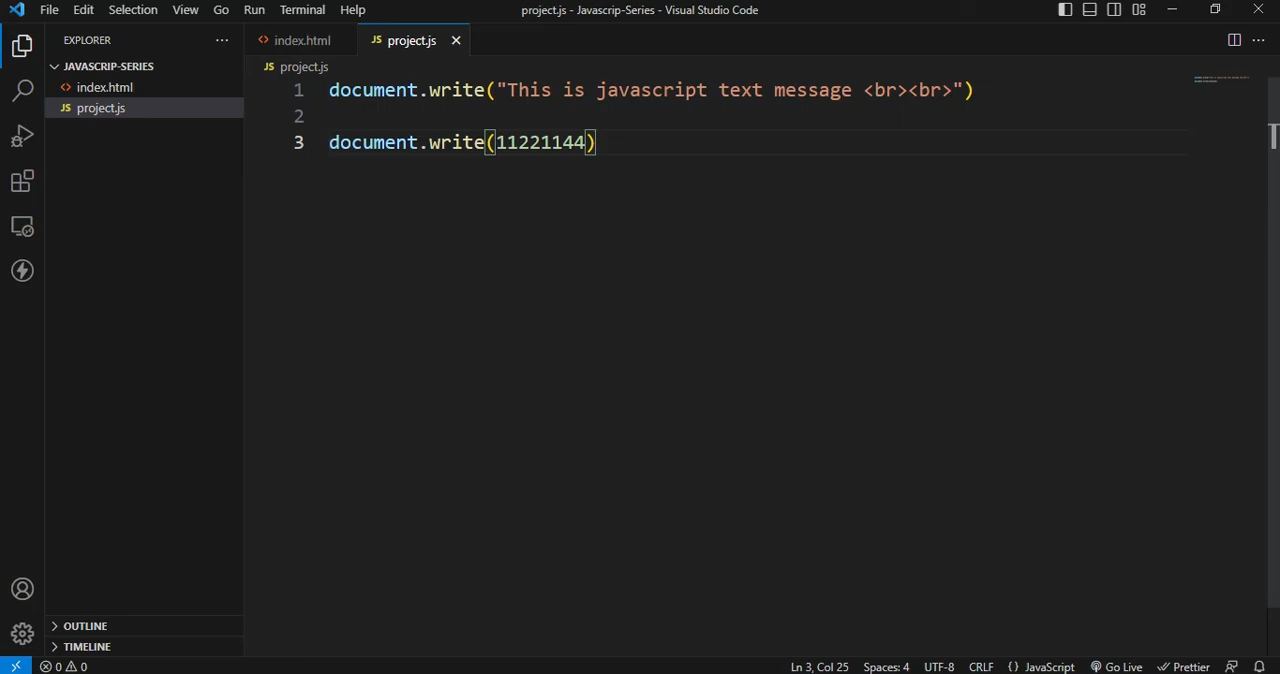 File Edit Selection View Go Run Terminal Help project.js - Javascrip-Series - Visual Studio Code
EXPLORER
JAVASCRIP-SERIES
index.html
JS project.js
OUTLINE
TIMELINE
index.html JS project.js
JS project.js
1 document.write("This is javascript text message <br><br>")
2
3 document.write(11221144)
0 0 Ln 3, Col 25 Spaces: 4 UTF-8 CRLF {} JavaScript Go Live Prettier